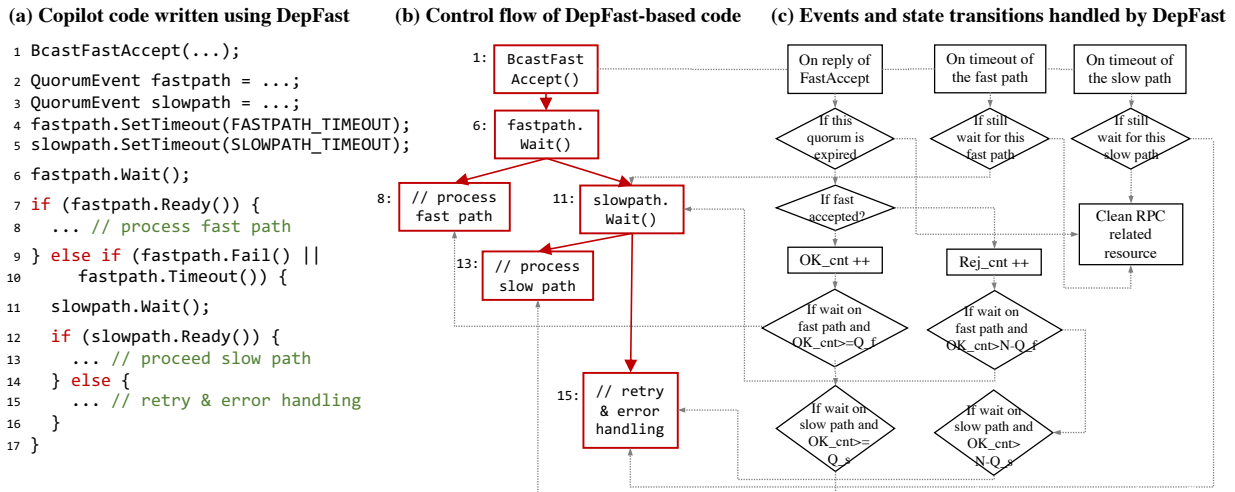 (a) Copilot code written using DepFast
1 BcastFastAccept(...);
2 QuorumEvent fastpath = ...;
3 QuorumEvent slowpath = ...;
4 fastpath.SetTimeout(FASTPATH_TIMEOUT);
5 slowpath.SetTimeout(SLOWPATH_TIMEOUT);
6 fastpath.Wait();
7 if (fastpath.Ready()) {
8 ... // process fast path
9 } else if (fastpath.Fail() ||
10 fastpath.Timeout()) {
11 slowpath.Wait();
12 if (slowpath.Ready()) {
13 ... // proceed slow path
14 } else {
15 ... // retry & error handling
16 }
17 }
(b) Control flow of DepFast-based code
1:
BcastFast
Accept()
6:
fastpath.
Wait()
8:
// process
fast path
11:
slowpath.
Wait()
13:
// process
slow path
15:
// retry
& error
handling
(c) Events and state transitions handled by DepFast
On reply of
FastAccept
On timeout of
the fast path
On timeout of
the slow path
If this
quorum is
expired
If still
wait for this
fast path
If still
wait for this
slow path
If fast
accepted?
Clean RPC
related
resource
OK_cnt ++
Rej_cnt ++
If wait on
fast path and
OK_cnt>=Q_f
If wait on
fast path and
OK_cnt>N-Q_f
If wait on
slow path and
OK_cnt>=
Q_s
If wait on
slow path and
OK_cnt>
N-Q_s